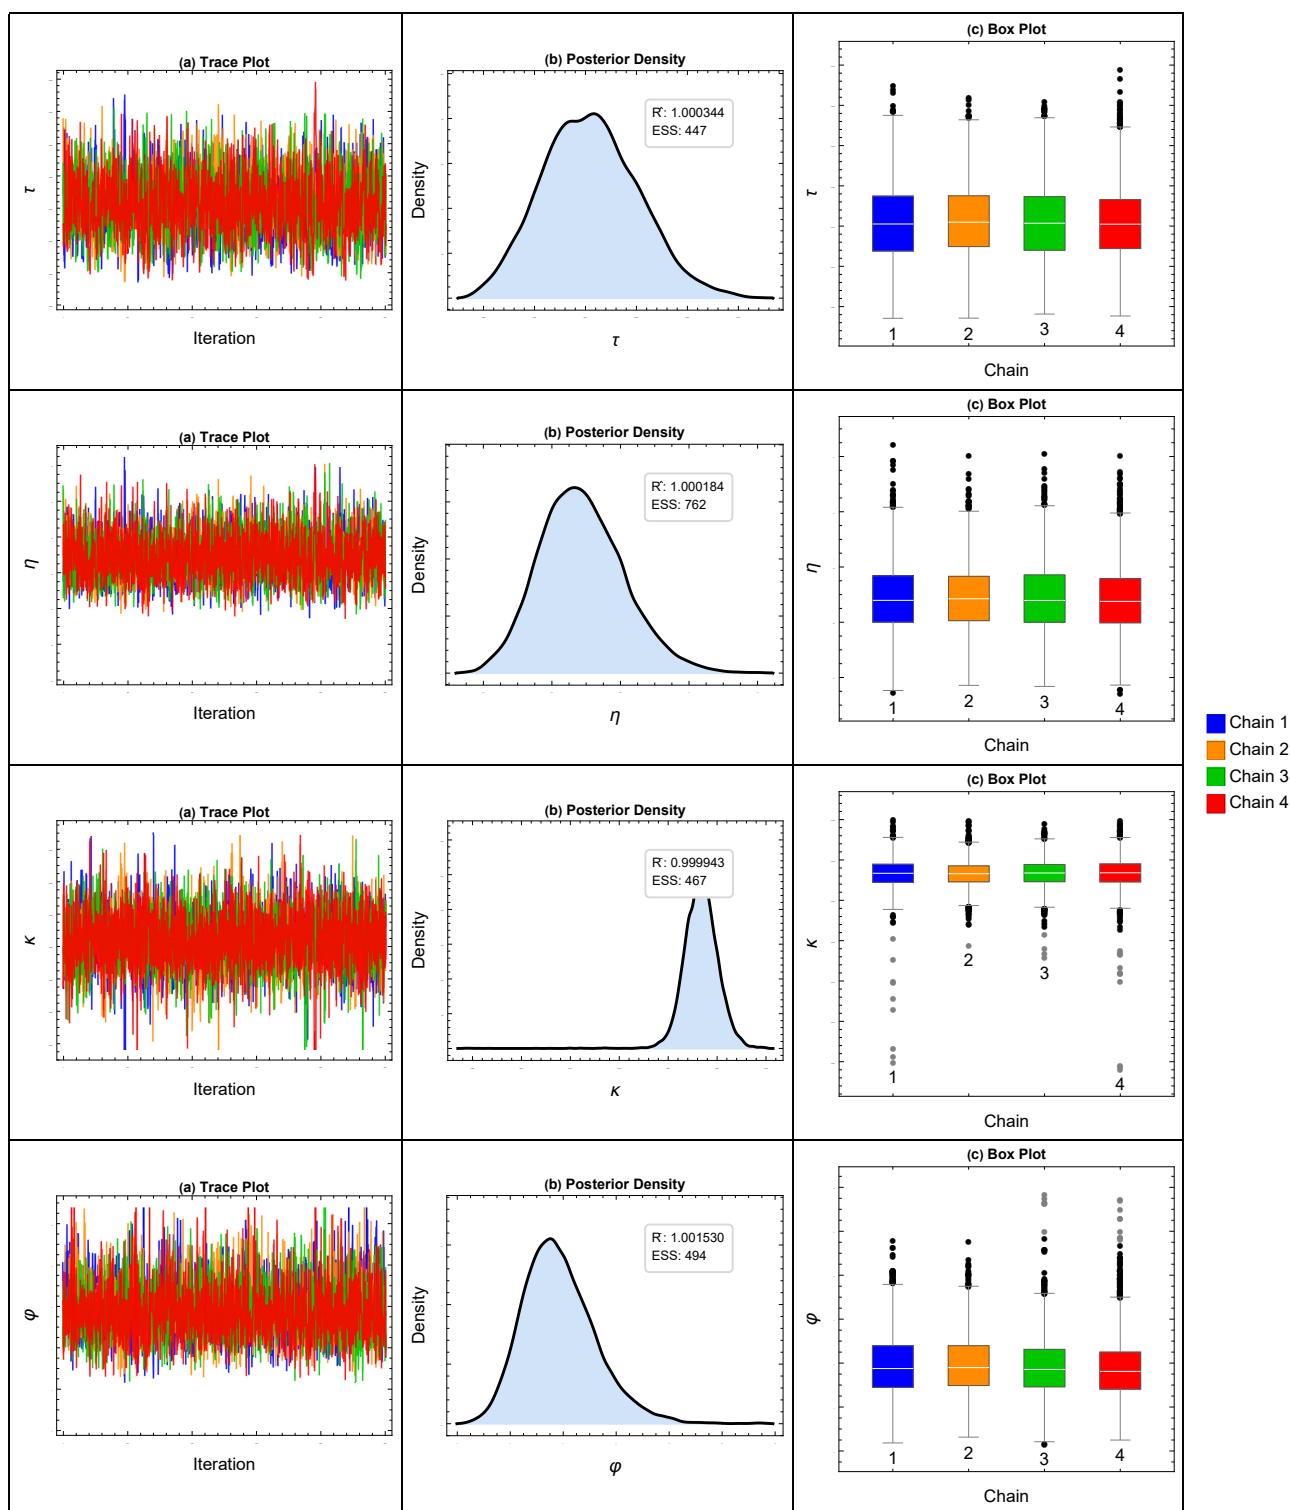 (a) Trace Plot
τ
Iteration
(b) Posterior Density
R̂: 1.000344
ESS: 447
Density
τ
(c) Box Plot
τ
1 2 3 4
Chain
(a) Trace Plot
η
Iteration
(b) Posterior Density
R̂: 1.000184
ESS: 762
Density
η
(c) Box Plot
η
1 2 3 4
Chain
(a) Trace Plot
κ
Iteration
(b) Posterior Density
R̂: 0.999943
ESS: 467
Density
κ
(c) Box Plot
κ
1 2 3 4
Chain
(a) Trace Plot
φ
Iteration
(b) Posterior Density
R̂: 1.001530
ESS: 494
Density
φ
(c) Box Plot
φ
1 2 3 4
Chain
Chain 1
Chain 2
Chain 3
Chain 4